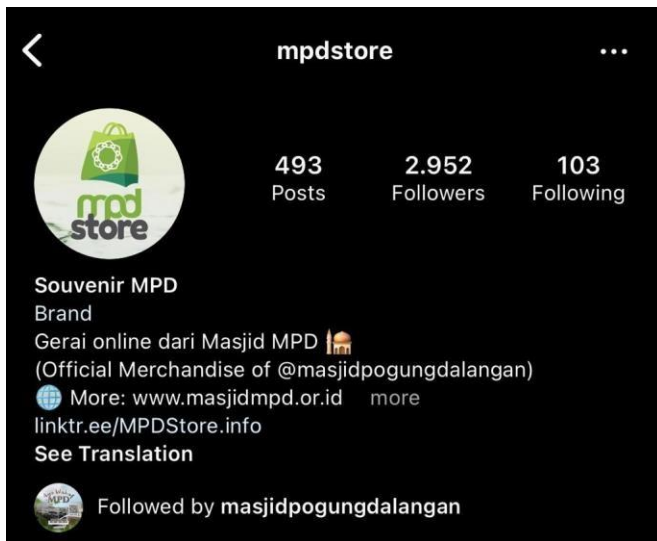 mpdstore
mpd
store
493
Posts
2.952
Followers
103
Following
Souvenir MPD
Brand
Gerai online dari Masjid MPD 🕌
(Official Merchandise of @masjidpogungdalangan)
🌐 More: www.masjidmpd.or.id more
linktr.ee/MPDStore.info
See Translation
MPD
Followed by masjidpogungdalangan